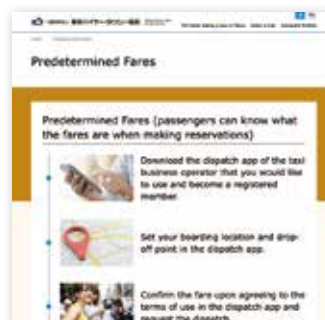 Predetermined Fares
Predetermined Fares (passengers can know what
the fares are when making reservations)
Download the dispatch app of the taxi
business operator that you would like
to use and become a registered
member.
Set your boarding location and drop-
off point in the dispatch app.
Confirm the fare upon agreeing to the
terms of use in the dispatch app and
request the dispatch.